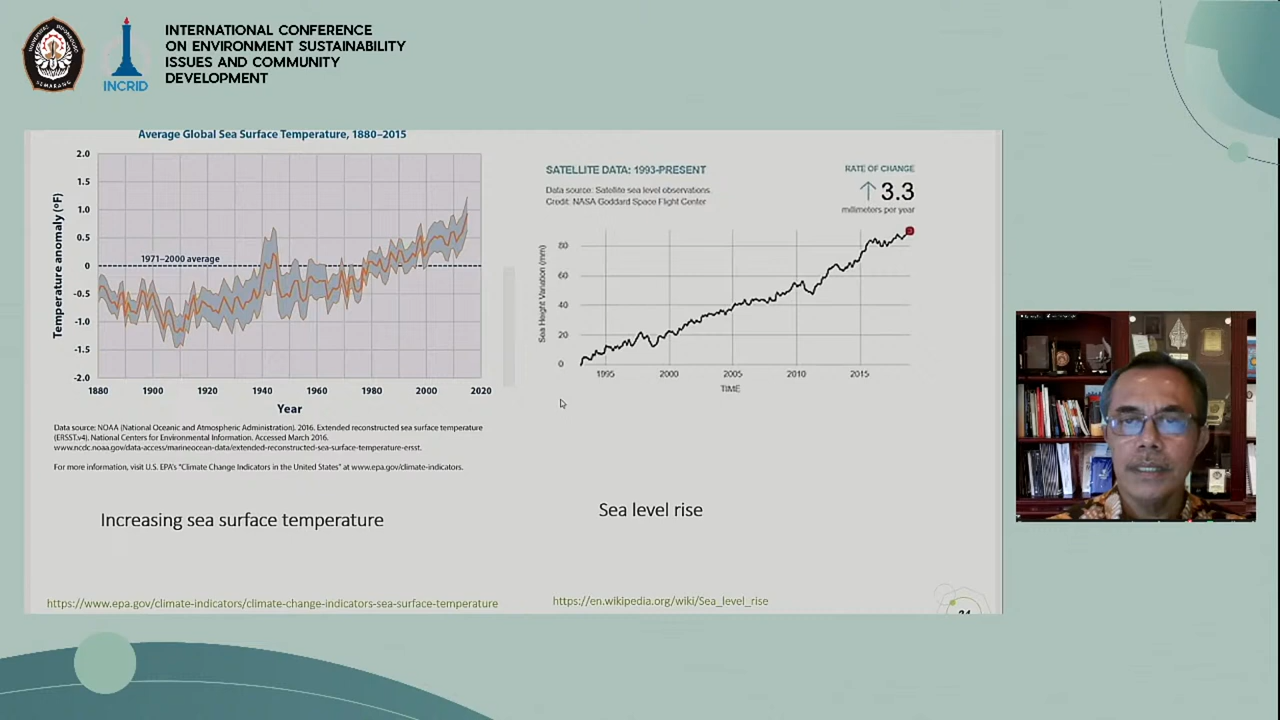 UNIVERSITAS DIPONEGORO
SEMARANG
INCRID
INTERNATIONAL CONFERENCE
ON ENVIRONMENT SUSTAINABILITY
ISSUES AND COMMUNITY
DEVELOPMENT
Average Global Sea Surface Temperature, 1880–2015
2.0
1.5
1.0
0.5
0
-0.5
-1.0
-1.5
-2.0
Temperature anomaly (°F)
1971–2000 average
1880 1900 1920 1940 1960 1980 2000 2020
Year
Data source: NOAA (National Oceanic and Atmospheric Administration). 2016. Extended reconstructed sea surface temperature
(ERSST.v4). National Centers for Environmental Information. Accessed March 2016.
www.ncdc.noaa.gov/data-access/marineocean-data/extended-reconstructed-sea-surface-temperature-ersst.
For more information, visit U.S. EPA's "Climate Change Indicators in the United States" at www.epa.gov/climate-indicators.
Increasing sea surface temperature
https://www.epa.gov/climate-indicators/climate-change-indicators-sea-surface-temperature
SATELLITE DATA: 1993-PRESENT
Data source: Satellite sea level observations.
Credit: NASA Goddard Space Flight Center
RATE OF CHANGE
↑ 3.3
millimeters per year
Sea Height Variation (mm)
80
60
40
20
0
1995 2000 2005 2010 2015
TIME
Sea level rise
https://en.wikipedia.org/wiki/Sea_level_rise